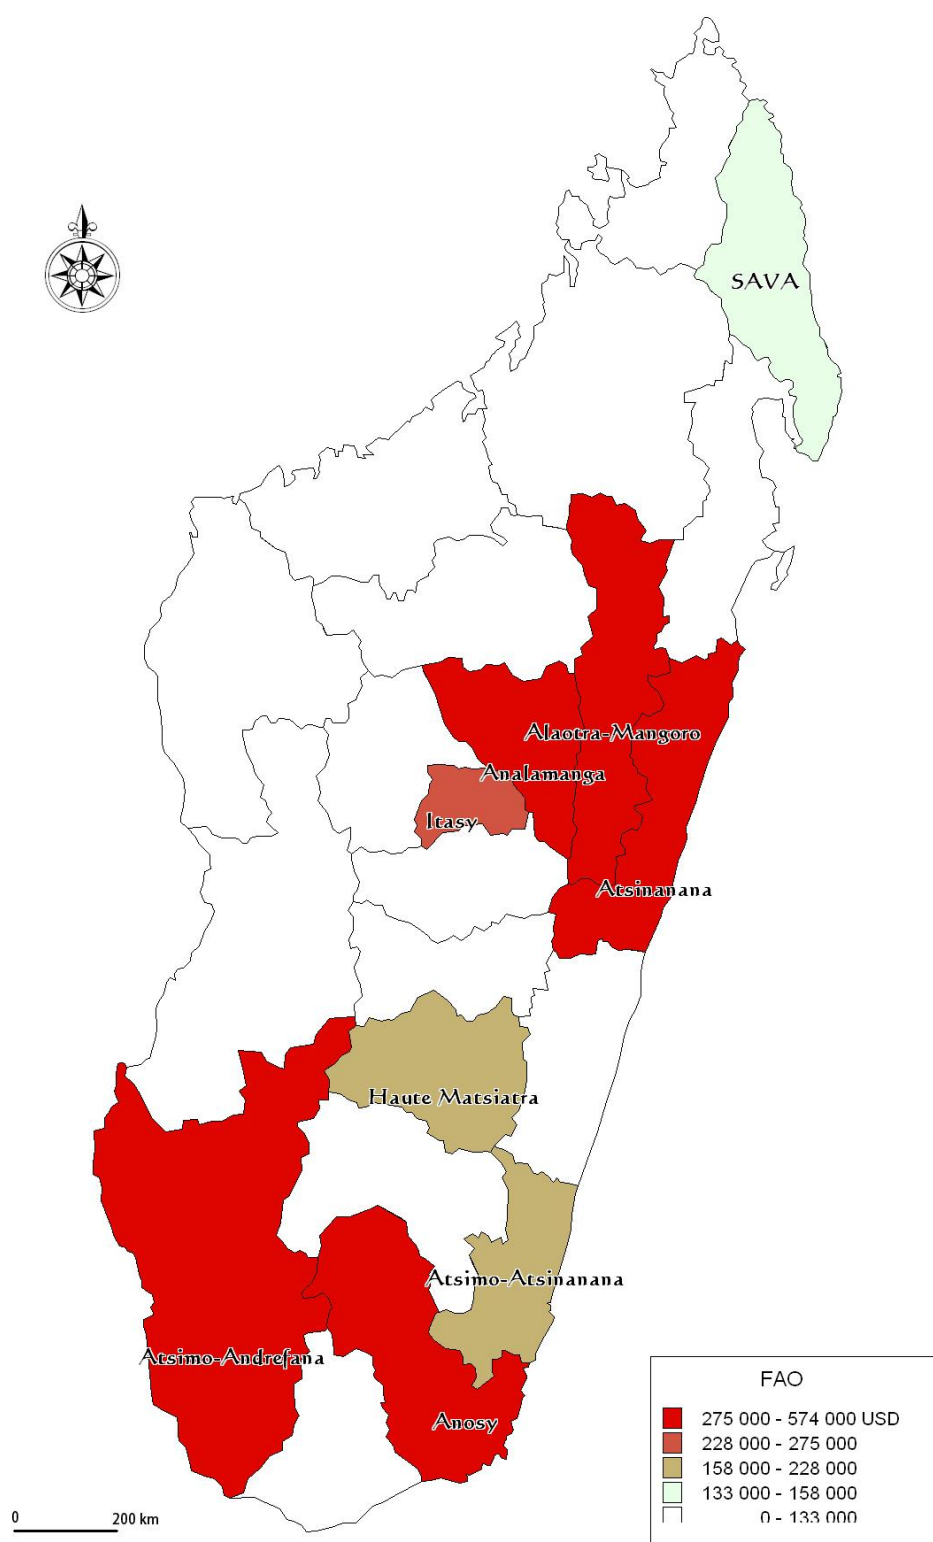 SAVA
Alaotra-Mangoro
Analamanga
Itasy
Atsinanana
Haute Matsiatra
Atsimo-Atsinanana
Atsimo-Andrefana
Anosy
FAO
275 000 - 574 000 USD
228 000 - 275 000
158 000 - 228 000
133 000 - 158 000
0 - 133 000
0 200 km